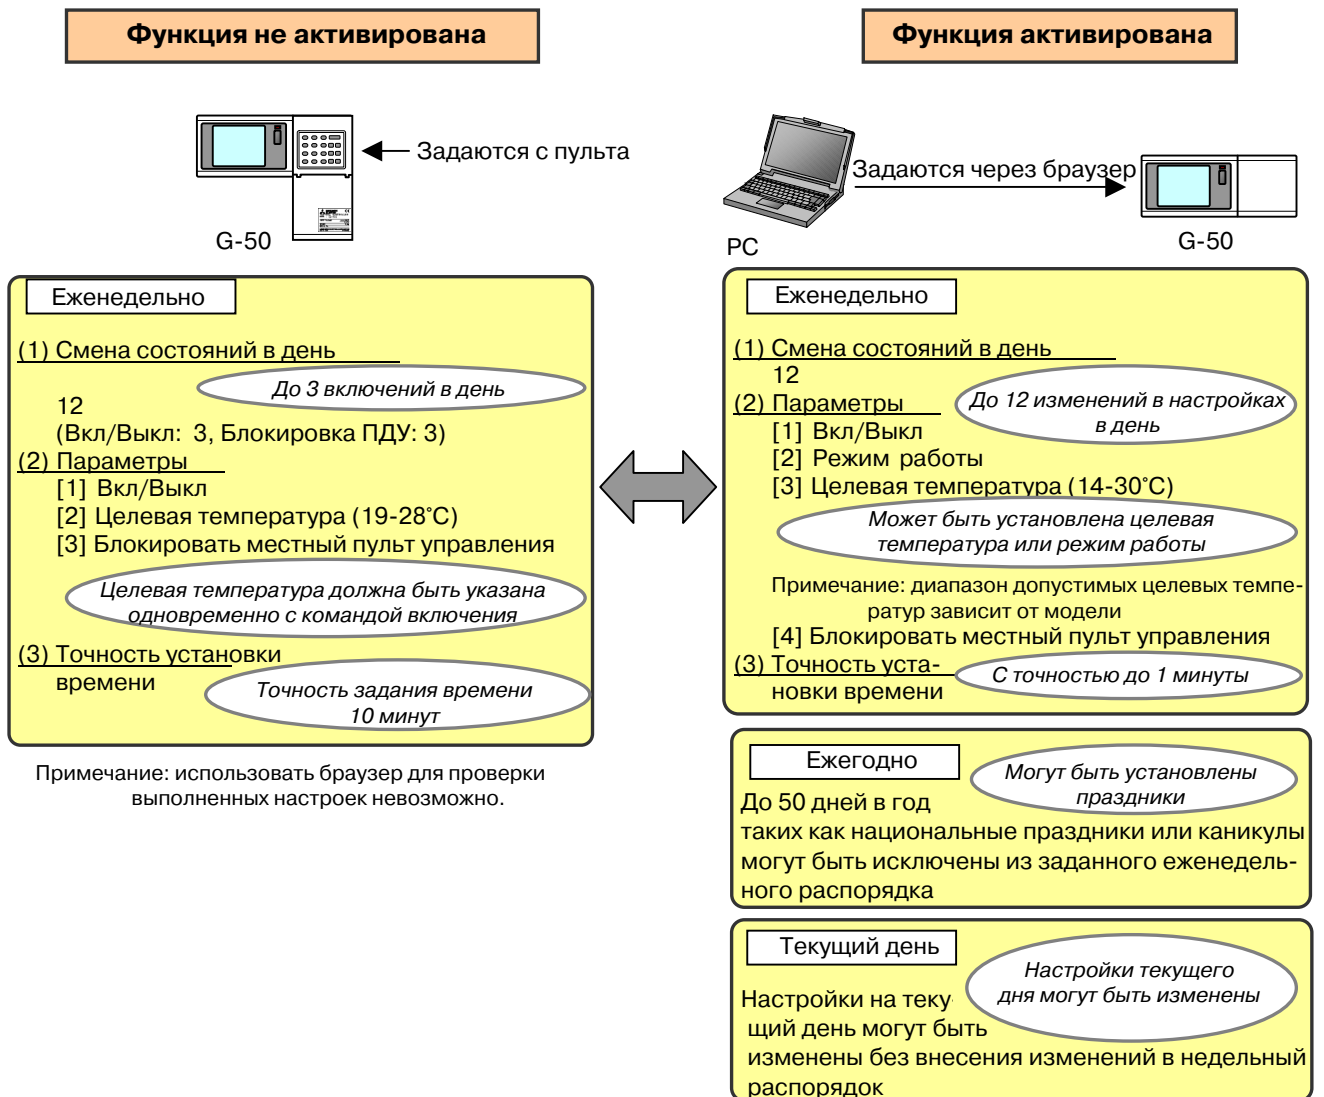 Функция не активирована
Задаются с пульта
G-50
Еженедельно
(1) Смена состояний в день
До 3 включений в день
12
(Вкл/Выкл: 3, Блокировка ПДУ: 3)
(2) Параметры
[1] Вкл/Выкл
[2] Целевая температура (19-28°C)
[3] Блокировать местный пульт управления
Целевая температура должна быть указана
одновременно с командой включения
(3) Точность установки
времени
Точность задания времени
10 минут
Примечание: использовать браузер для проверки
выполненных настроек невозможно.
Функция активирована
Задаются через браузер
PC
G-50
Еженедельно
(1) Смена состояний в день
12
До 12 изменений в настройках
в день
(2) Параметры
[1] Вкл/Выкл
[2] Режим работы
[3] Целевая температура (14-30°C)
Может быть установлена целевая
температура или режим работы
Примечание: диапазон допустимых целевых темпе-
ратур зависит от модели
[4] Блокировать местный пульт управления
(3) Точность уста-
новки времени
С точностью до 1 минуты
Ежегодно
Могут быть установлены
праздники
До 50 дней в год
таких как национальные праздники или каникулы
могут быть исключены из заданного еженедель-
ного распорядка
Текущий день
Настройки текущего
дня могут быть изменены
Настройки на теку-
щий день могут быть
изменены без внесения изменений в недельный
распорядок